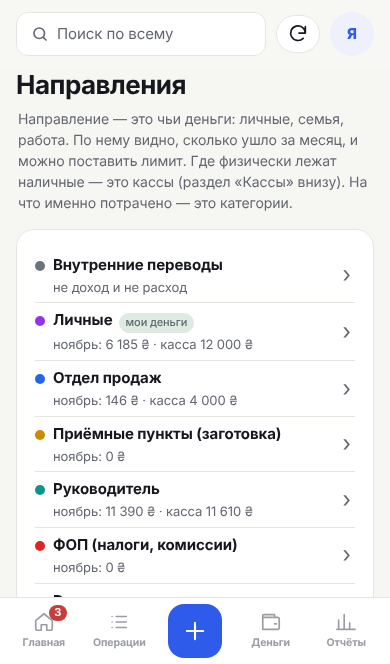 Поиск по всему
Я
Направления
Направление — это чьи деньги: личные, семья,
работа. По нему видно, сколько ушло за месяц, и
можно поставить лимит. Где физически лежат
наличные — это кассы (раздел «Кассы» внизу). На
что именно потрачено — это категории.
Внутренние переводы
не доход и не расход
Личные мои деньги
ноябрь: 6 185 ₴ · касса 12 000 ₴
Отдел продаж
ноябрь: 146 ₴ · касса 4 000 ₴
Приёмные пункты (заготовка)
ноябрь: 0 ₴
Руководитель
ноябрь: 11 390 ₴ · касса 11 610 ₴
ФОП (налоги, комиссии)
ноябрь: 0 ₴
3
Главная Операции Деньги Отчёты